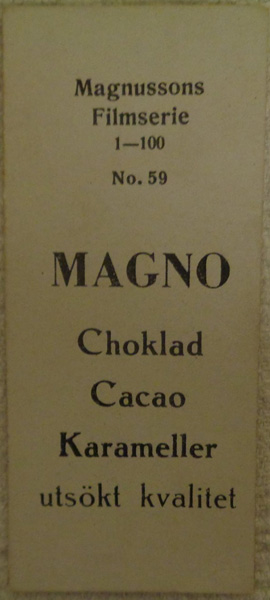 Magnussons
Filmserie
1—100
No. 59
MAGNO
Choklad
Cacao
Karameller
utsökt kvalitet